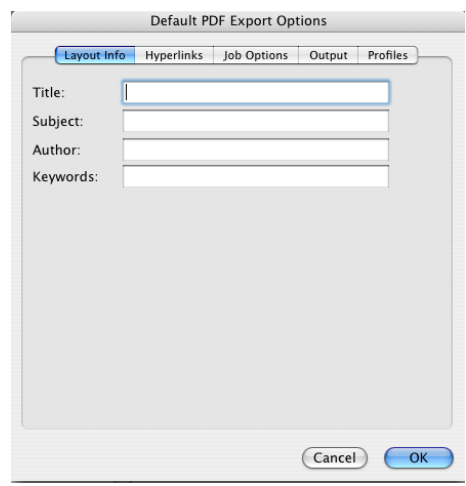 Default PDF Export Options
Layout Info Hyperlinks Job Options Output Profiles
Title:
Subject:
Author:
Keywords:
Cancel OK